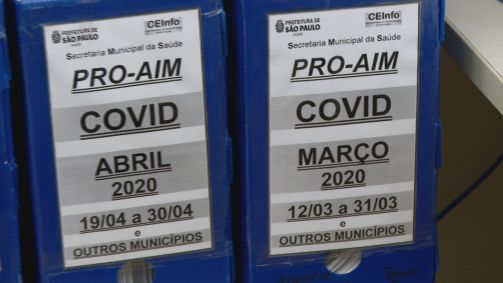 PREFEITURA DE
SÃO PAULO
SAÚDE
CEInfo
Secretaria Municipal da Saúde
PRO-AIM
COVID
ABRIL
2020
19/04 a 30/04
e
OUTROS MUNICÍPIOS
PREFEITURA DE
SÃO PAULO
SAÚDE
CEInfo
Secretaria Municipal da Saúde
PRO-AIM
COVID
MARÇO
2020
12/03 a 31/03
e
OUTROS MUNICÍPIOS